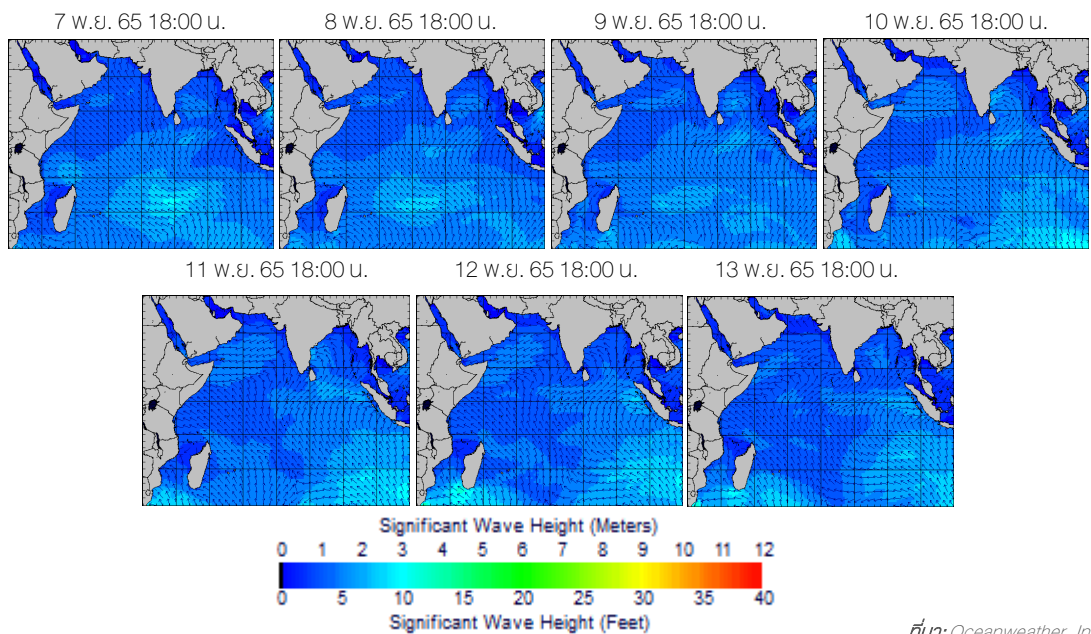 7 พ.ย. 65 18:00 น. 8 พ.ย. 65 18:00 น. 9 พ.ย. 65 18:00 น. 10 พ.ย. 65 18:00 น.
11 พ.ย. 65 18:00 น. 12 พ.ย. 65 18:00 น. 13 พ.ย. 65 18:00 น.
Significant Wave Height (Meters)
0 1 2 3 4 5 6 7 8 9 10 11 12
0 5 10 15 20 25 30 35 40
Significant Wave Height (Feet)
ที่มา: Oceanweather,